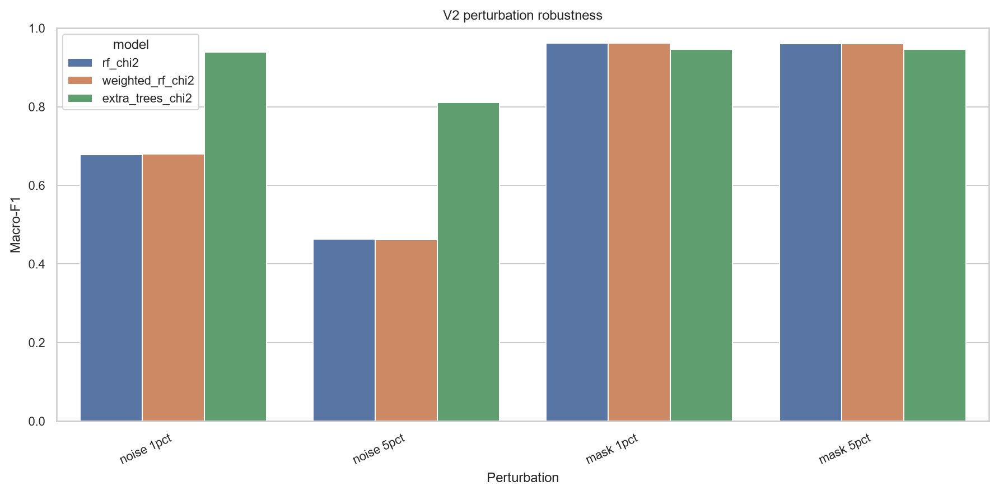 V2 perturbation robustness
model
rf_chi2
weighted_rf_chi2
extra_trees_chi2
Macro-F1
1.0
0.8
0.6
0.4
0.2
0.0
noise 1pct
noise 5pct
mask 1pct
mask 5pct
Perturbation